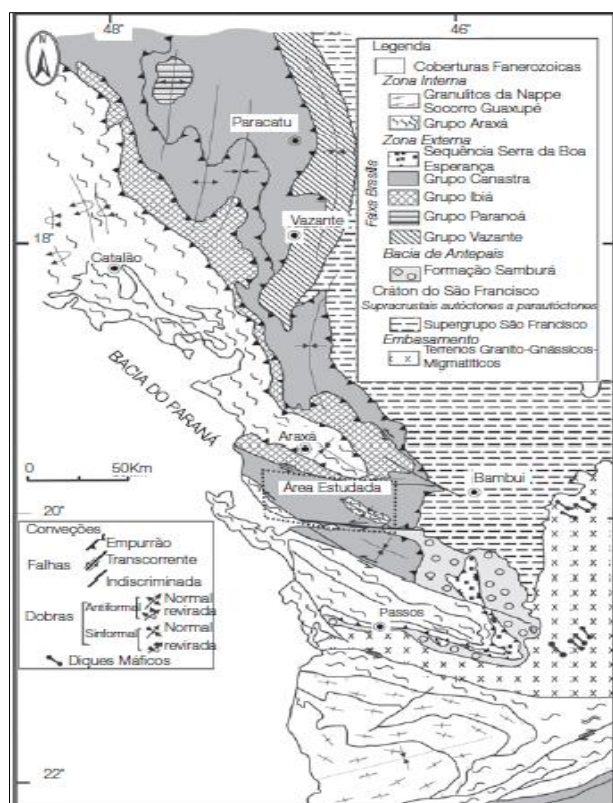 48°
46°
N
Legenda
Coberturas Fanerozoicas
Zona Interna
Granulitos da Nappe
Socorro Guaxupé
Grupo Araxá
Zona Externa
Sequência Serra da Boa
Esperança
Grupo Canastra
Grupo Ibiá
Grupo Paranoá
Grupo Vazante
Faixa Brasília
Bacia de Antepais
Formação Samburá
Cráton do São Francisco
Supracrustais autóctones a parautóctones
Supergrupo São Francisco
Embasamento
Terrenos Granito-Gnássicos-
Migmatíticos
Paracatu
Vazante
18°
Catalão
BACIA DO PARANÁ
Araxá
0 50Km
Área Estudada
Bambui
20°
Conveções
Falhas
Empurrão
Transcorrente
Indiscriminada
Dobras
Antiformal
Normal
revirada
Sinformal
Normal
revirada
Diques Máficos
Passos
22°